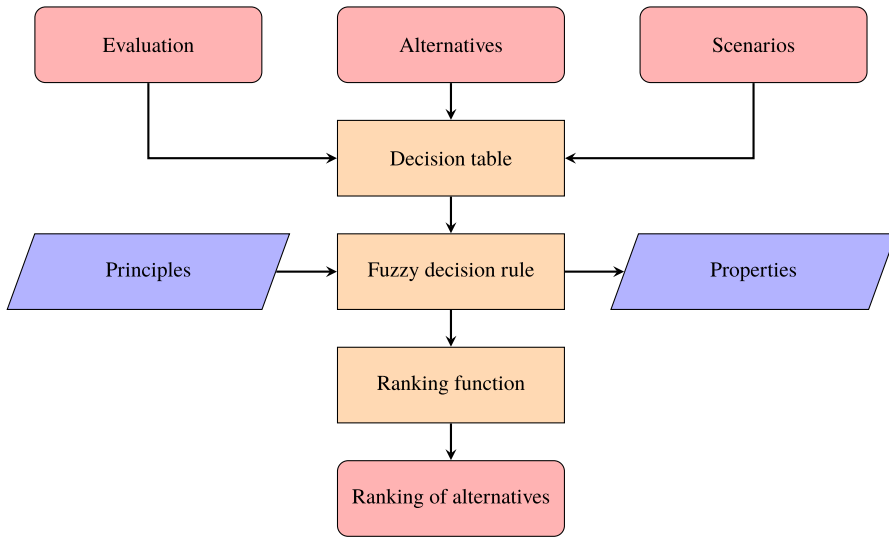 Evaluation
Alternatives
Scenarios
Decision table
Principles
Fuzzy decision rule
Properties
Ranking function
Ranking of alternatives